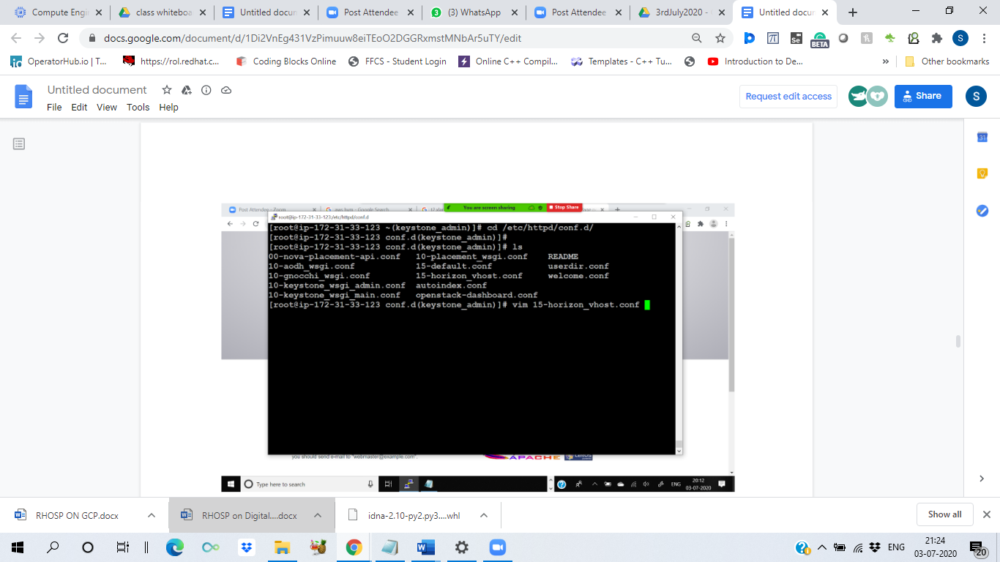 Compute Engi
class whiteboa
Untitled docun
Post Attendee
(3) WhatsApp
Post Attendee
3rdJuly2020 -
Untitled docun
docs.google.com/document/d/1Di2VnEg431VzPimuuw8eiTEoO2DGGRxmstMNbAr5uTY/edit
OperatorHub.io | T...
https://rol.redhat.c...
Coding Blocks Online
FFCS - Student Login
Online C++ Compil...
Templates - C++ Tu...
Introduction to De...
Other bookmarks
Untitled document
File Edit View Tools Help
Request edit access
Share
S
Post Attendee - Zoom
aws hvm - Google Search
You are screen sharing
Stop Share
root@ip-172-31-33-123:/etc/httpd/conf.d
[root@ip-172-31-33-123 ~(keystone_admin)]# cd /etc/httpd/conf.d/
[root@ip-172-31-33-123 conf.d(keystone_admin)]#
[root@ip-172-31-33-123 conf.d(keystone_admin)]# ls
00-nova-placement-api.conf 10-placement_wsgi.conf README
10-aodh_wsgi.conf 15-default.conf userdir.conf
10-gnocchi_wsgi.conf 15-horizon_vhost.conf welcome.conf
10-keystone_wsgi_admin.conf autoindex.conf
10-keystone_wsgi_main.conf openstack-dashboard.conf
[root@ip-172-31-33-123 conf.d(keystone_admin)]# vim 15-horizon_vhost.conf
you should send e-mail to "webmaster@example.com".
APACHE
Type here to search
ENG
20:12
03-07-2020
RHOSP ON GCP.docx
RHOSP on Digital....docx
idna-2.10-py2.py3....whl
Show all
ENG
21:24
03-07-2020
20